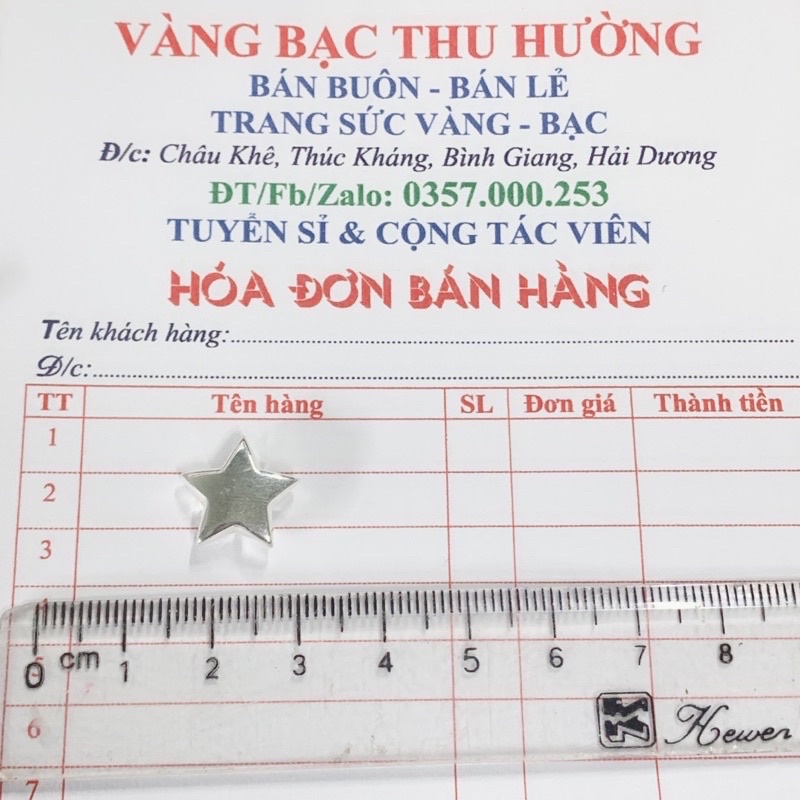 VÀNG BẠC THU HƯỜNG
BÁN BUÔN - BÁN LẺ
TRANG SỨC VÀNG - BẠC
Đ/c: Châu Khê, Thúc Kháng, Bình Giang, Hải Dương
ĐT/Fb/Zalo: 0357.000.253
TUYỂN SỈ & CỘNG TÁC VIÊN
HÓA ĐƠN BÁN HÀNG
Tên khách hàng:
Đ/c:
TT Tên hàng SL Đơn giá Thành tiền
1
2
3
0 cm 1 2 3 4 5 6 7 8
6
Hewen
7